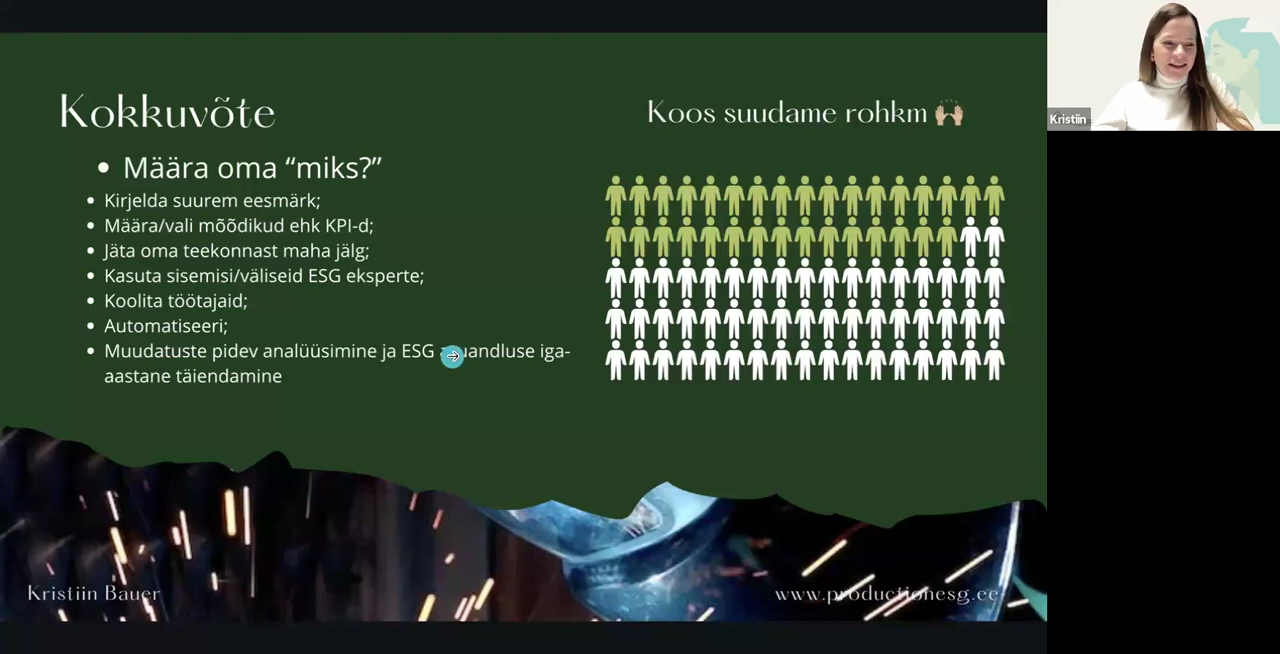 Kokkuvõte
Määra oma “miks?”
Kirjelda suurem eesmärk;
Määra/vali mõõdikud ehk KPI-d;
Jäta oma teekonnast maha jälg;
Kasuta sisemisi/väliseid ESG eksperte;
Koolita töötajaid;
Automatiseeri;
Muudatuste pidev analüüsimine ja ESG iga-
aastane täiendamine
Koos suudame rohkm 🙌🏼
Kristiin Bauer
www.productionesg.ee
Kristiin